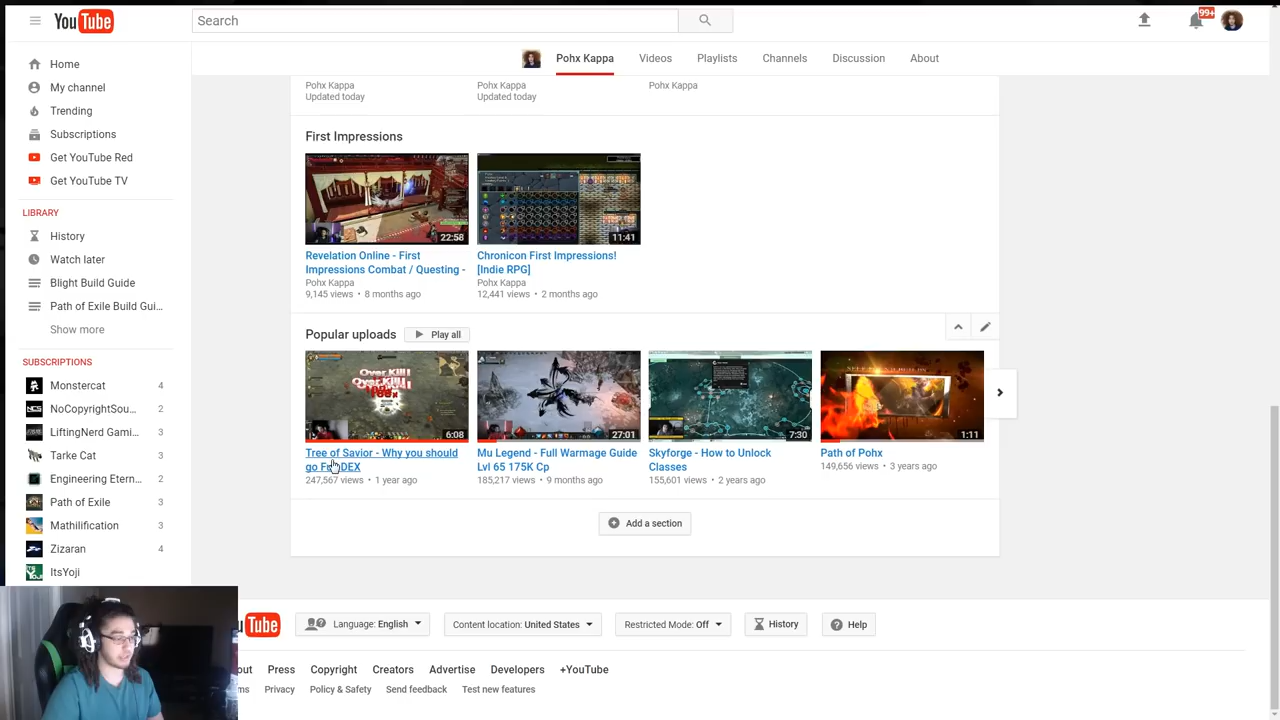 YouTube
Search
99+
Pohx Kappa Videos Playlists Channels Discussion About
Home
My channel
Trending
Subscriptions
Get YouTube Red
Get YouTube TV
LIBRARY
History
Watch later
Blight Build Guide
Path of Exile Build Gui...
Show more
SUBSCRIPTIONS
Monstercat 4
NoCopyrightSou... 2
LiftingNerd Gami... 3
Tarke Cat 3
Engineering Etern... 2
Path of Exile 3
Mathilification 3
Zizaran 4
ItsYoji
Pohx Kappa
Updated today
Pohx Kappa
Updated today
Pohx Kappa
First Impressions
22:58
Revelation Online - First
Impressions Combat / Questing -
Pohx Kappa
9,145 views • 8 months ago
11:41
Chronicon First Impressions!
[Indie RPG]
Pohx Kappa
12,441 views • 2 months ago
Popular uploads Play all
OverKill
6:08
Tree of Savior - Why you should
DEX
247,567 views • 1 year ago
27:01
Mu Legend - Full Warmage Guide
Lvl 65 175K Cp
185,217 views • 9 months ago
7:30
Skyforge - How to Unlock
Classes
155,601 views • 2 years ago
1:11
Path of Pohx
149,656 views • 3 years ago
Add a section
Tube
Language: English Content location: United States Restricted Mode: Off History Help
out Press Copyright Creators Advertise Developers +YouTube
ms Privacy Policy & Safety Send feedback Test new features